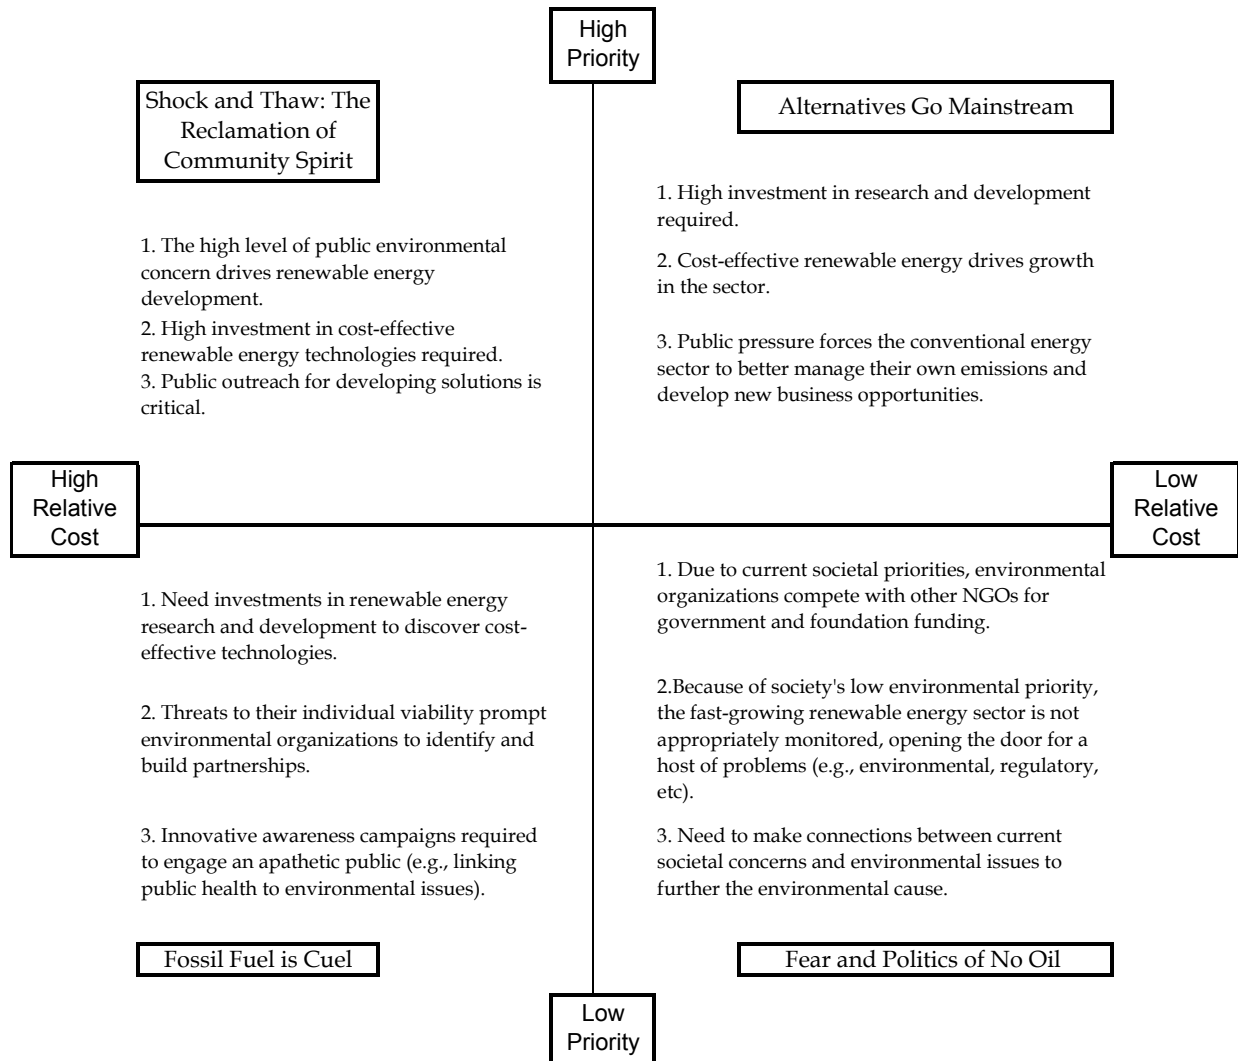 High
Priority
Shock and Thaw: The
Reclamation of
Community Spirit
Alternatives Go Mainstream
1. The high level of public environmental
concern drives renewable energy
development.
2. High investment in cost-effective
renewable energy technologies required.
3. Public outreach for developing solutions is
critical.
1. High investment in research and development
required.
2. Cost-effective renewable energy drives growth
in the sector.
3. Public pressure forces the conventional energy
sector to better manage their own emissions and
develop new business opportunities.
High
Relative
Cost
Low
Relative
Cost
1. Need investments in renewable energy
research and development to discover cost-
effective technologies.
2. Threats to their individual viability prompt
environmental organizations to identify and
build partnerships.
3. Innovative awareness campaigns required
to engage an apathetic public (e.g., linking
public health to environmental issues).
1. Due to current societal priorities, environmental
organizations compete with other NGOs for
government and foundation funding.
2.Because of society's low environmental priority,
the fast-growing renewable energy sector is not
appropriately monitored, opening the door for a
host of problems (e.g., environmental, regulatory,
etc).
3. Need to make connections between current
societal concerns and environmental issues to
further the environmental cause.
Fossil Fuel is Cuel
Fear and Politics of No Oil
Low
Priority